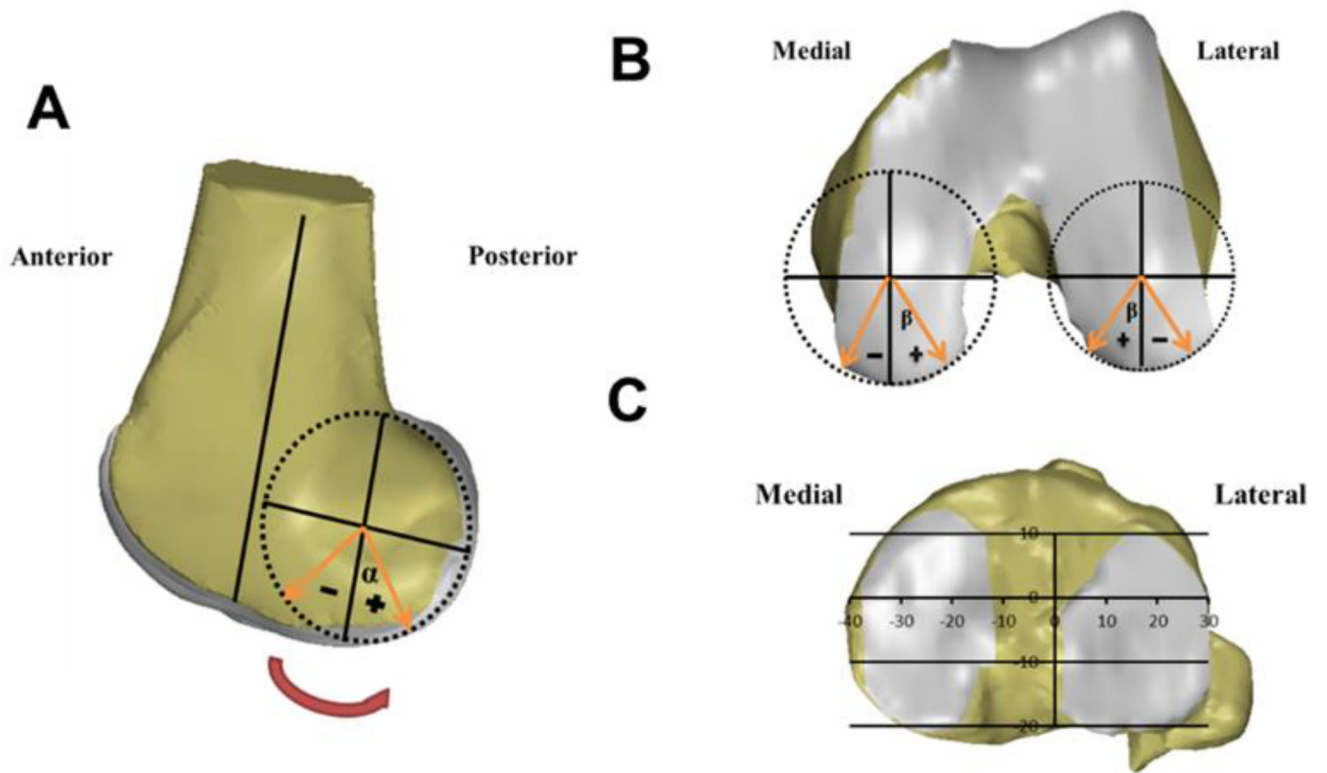 A
Anterior
Posterior
α
-
+
B
Medial
Lateral
β
-
+
β
+
-
C
Medial
Lateral
10
0
-40 -30 -20 -10 0 10 20 30
-10
-20